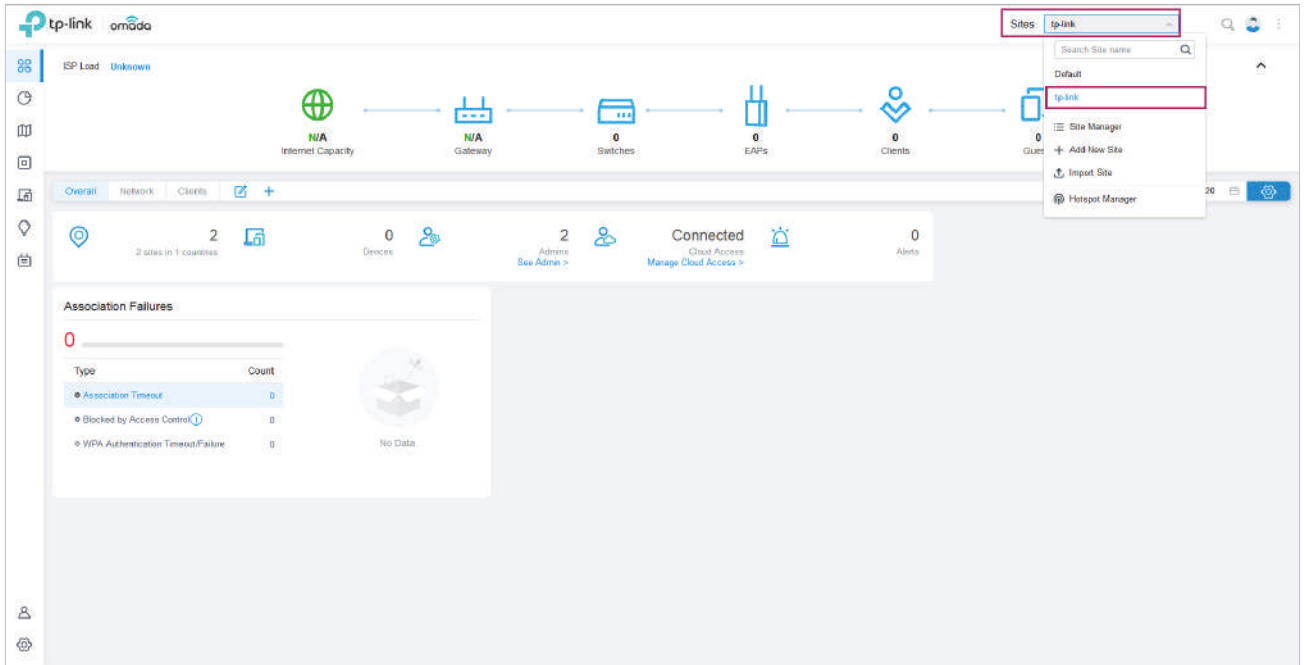 tp-link omada
Sites tp-link
Search Site name
ISP Load Unknown
Default
tp-link
N/A
Internet Capacity
N/A
Gateway
0
Switches
0
EAPs
0
Clients
0
Gues
Site Manager
Add New Site
Import Site
Hotspot Manager
Overall Network Clients
20
2
2 sites in 1 countries
0
Devices
2
Admins
See Admin >
Connected
Cloud Access
Manage Cloud Access >
0
Alerts
Association Failures
0
Type Count
Association Timeout 0
Blocked by Access Control 0
WPA Authentication Timeout/Failure 0
No Data